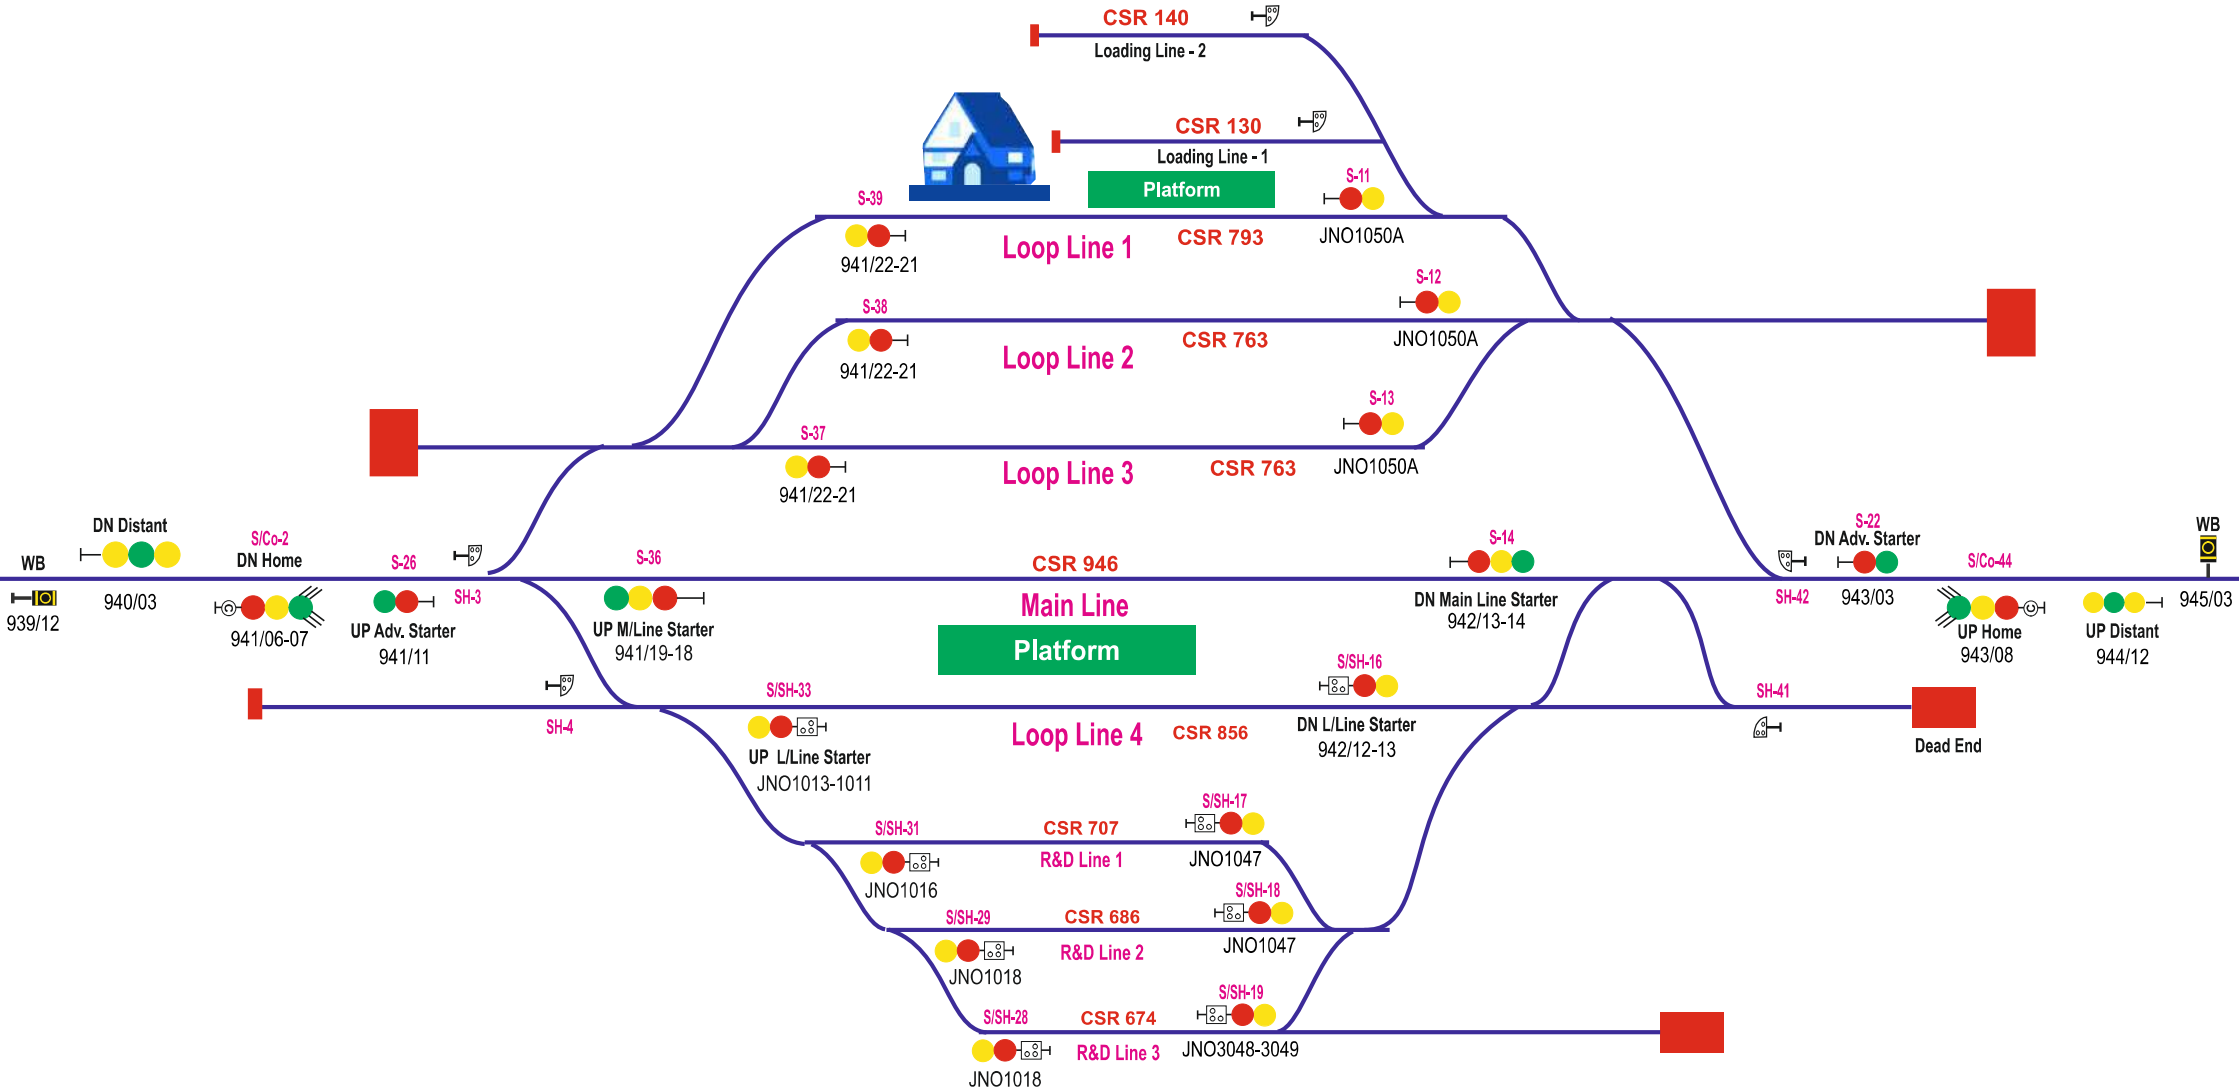 CSR 140
Loading Line - 2
CSR 130
Loading Line - 1
Platform
S-39
S-11
941/22-21
Loop Line 1
CSR 793
JNO1050A
S-38
S-12
941/22-21
Loop Line 2
CSR 763
JNO1050A
S-37
S-13
941/22-21
Loop Line 3
CSR 763
JNO1050A
WB
939/12
DN Distant
940/03
S/Co-2
DN Home
941/06-07
S-26
UP Adv. Starter
941/11
SH-3
S-36
UP M/Line Starter
941/19-18
CSR 946
Main Line
Platform
S-14
DN Main Line Starter
942/13-14
SH-42
S-22
DN Adv. Starter
943/03
S/Co-44
UP Home
943/08
UP Distant
944/12
WB
945/03
SH-4
S/SH-33
UP L/Line Starter
JNO1013-1011
Loop Line 4
CSR 856
S/SH-16
DN L/Line Starter
942/12-13
SH-41
Dead End
S/SH-31
JNO1016
CSR 707
R&D Line 1
S/SH-17
JNO1047
S/SH-29
JNO1018
CSR 686
R&D Line 2
S/SH-18
JNO1047
S/SH-28
JNO1018
CSR 674
R&D Line 3
S/SH-19
JNO3048-3049